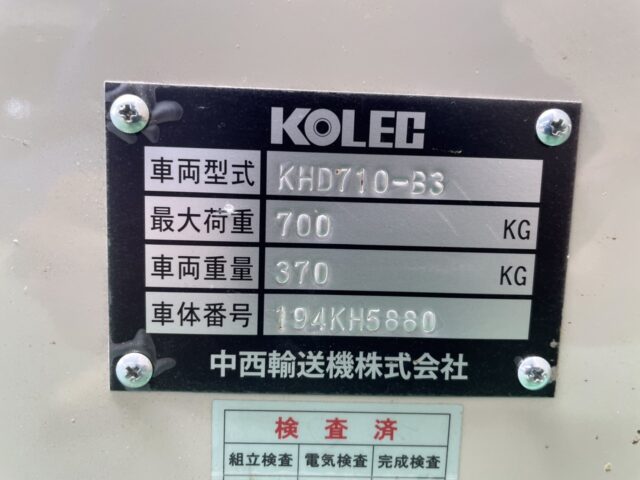 KOLEC
車両型式 KHD710-B3
最大荷重 700 KG
車両重量 370 KG
車体番号 194KH5880
中西輸送機株式会社
検査済
組立検査 電気検査 完成検査